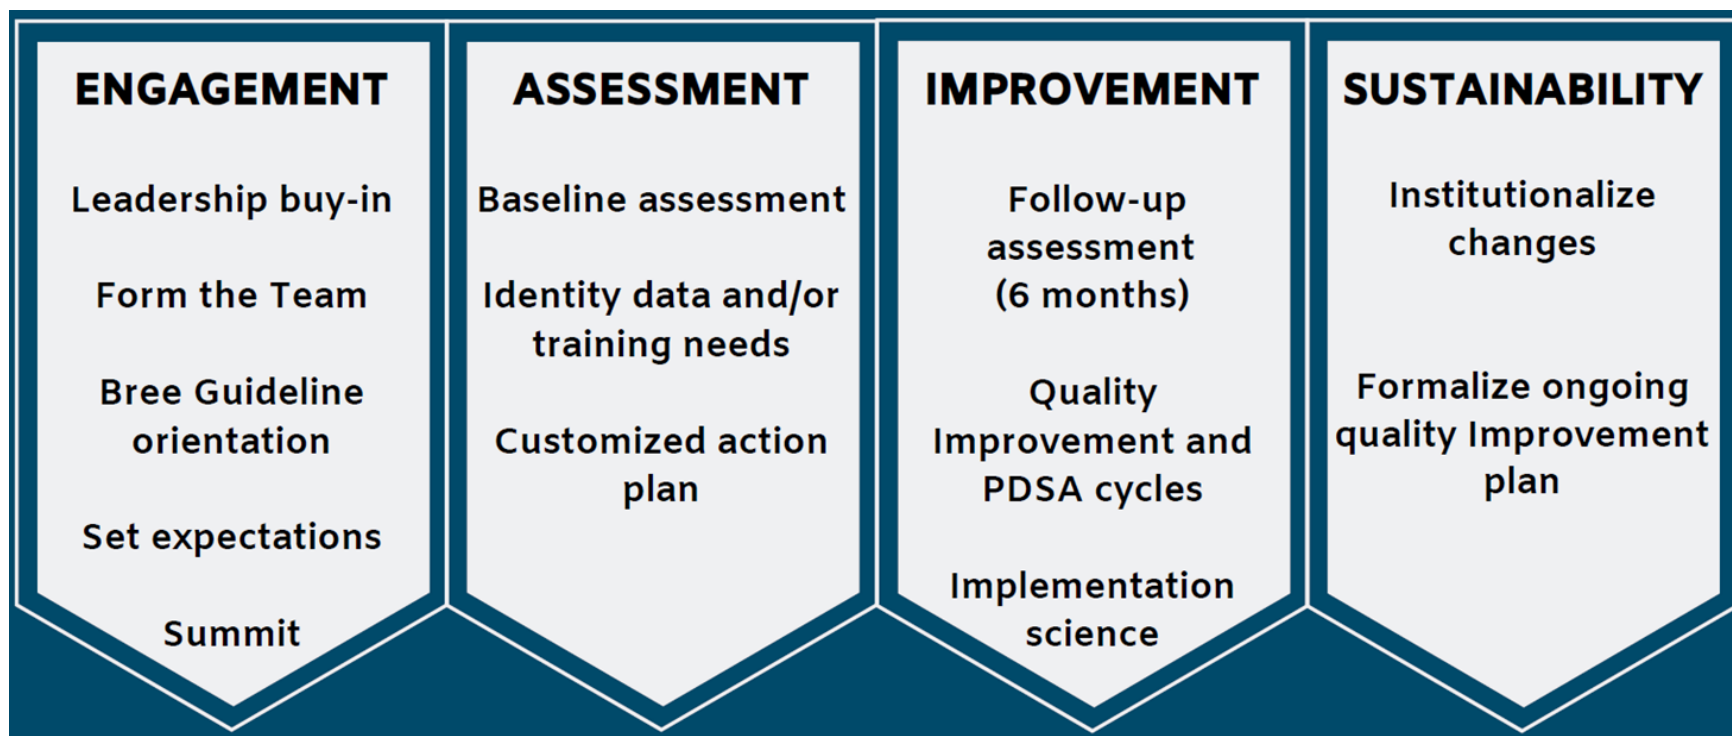 ENGAGEMENT
Leadership buy-in
Form the Team
Bree Guideline
orientation
Set expectations
Summit
ASSESSMENT
Baseline assessment
Identity data and/or
training needs
Customized action
plan
IMPROVEMENT
Follow-up
assessment
(6 months)
Quality
Improvement and
PDSA cycles
Implementation
science
SUSTAINABILITY
Institutionalize
changes
Formalize ongoing
quality Improvement
plan